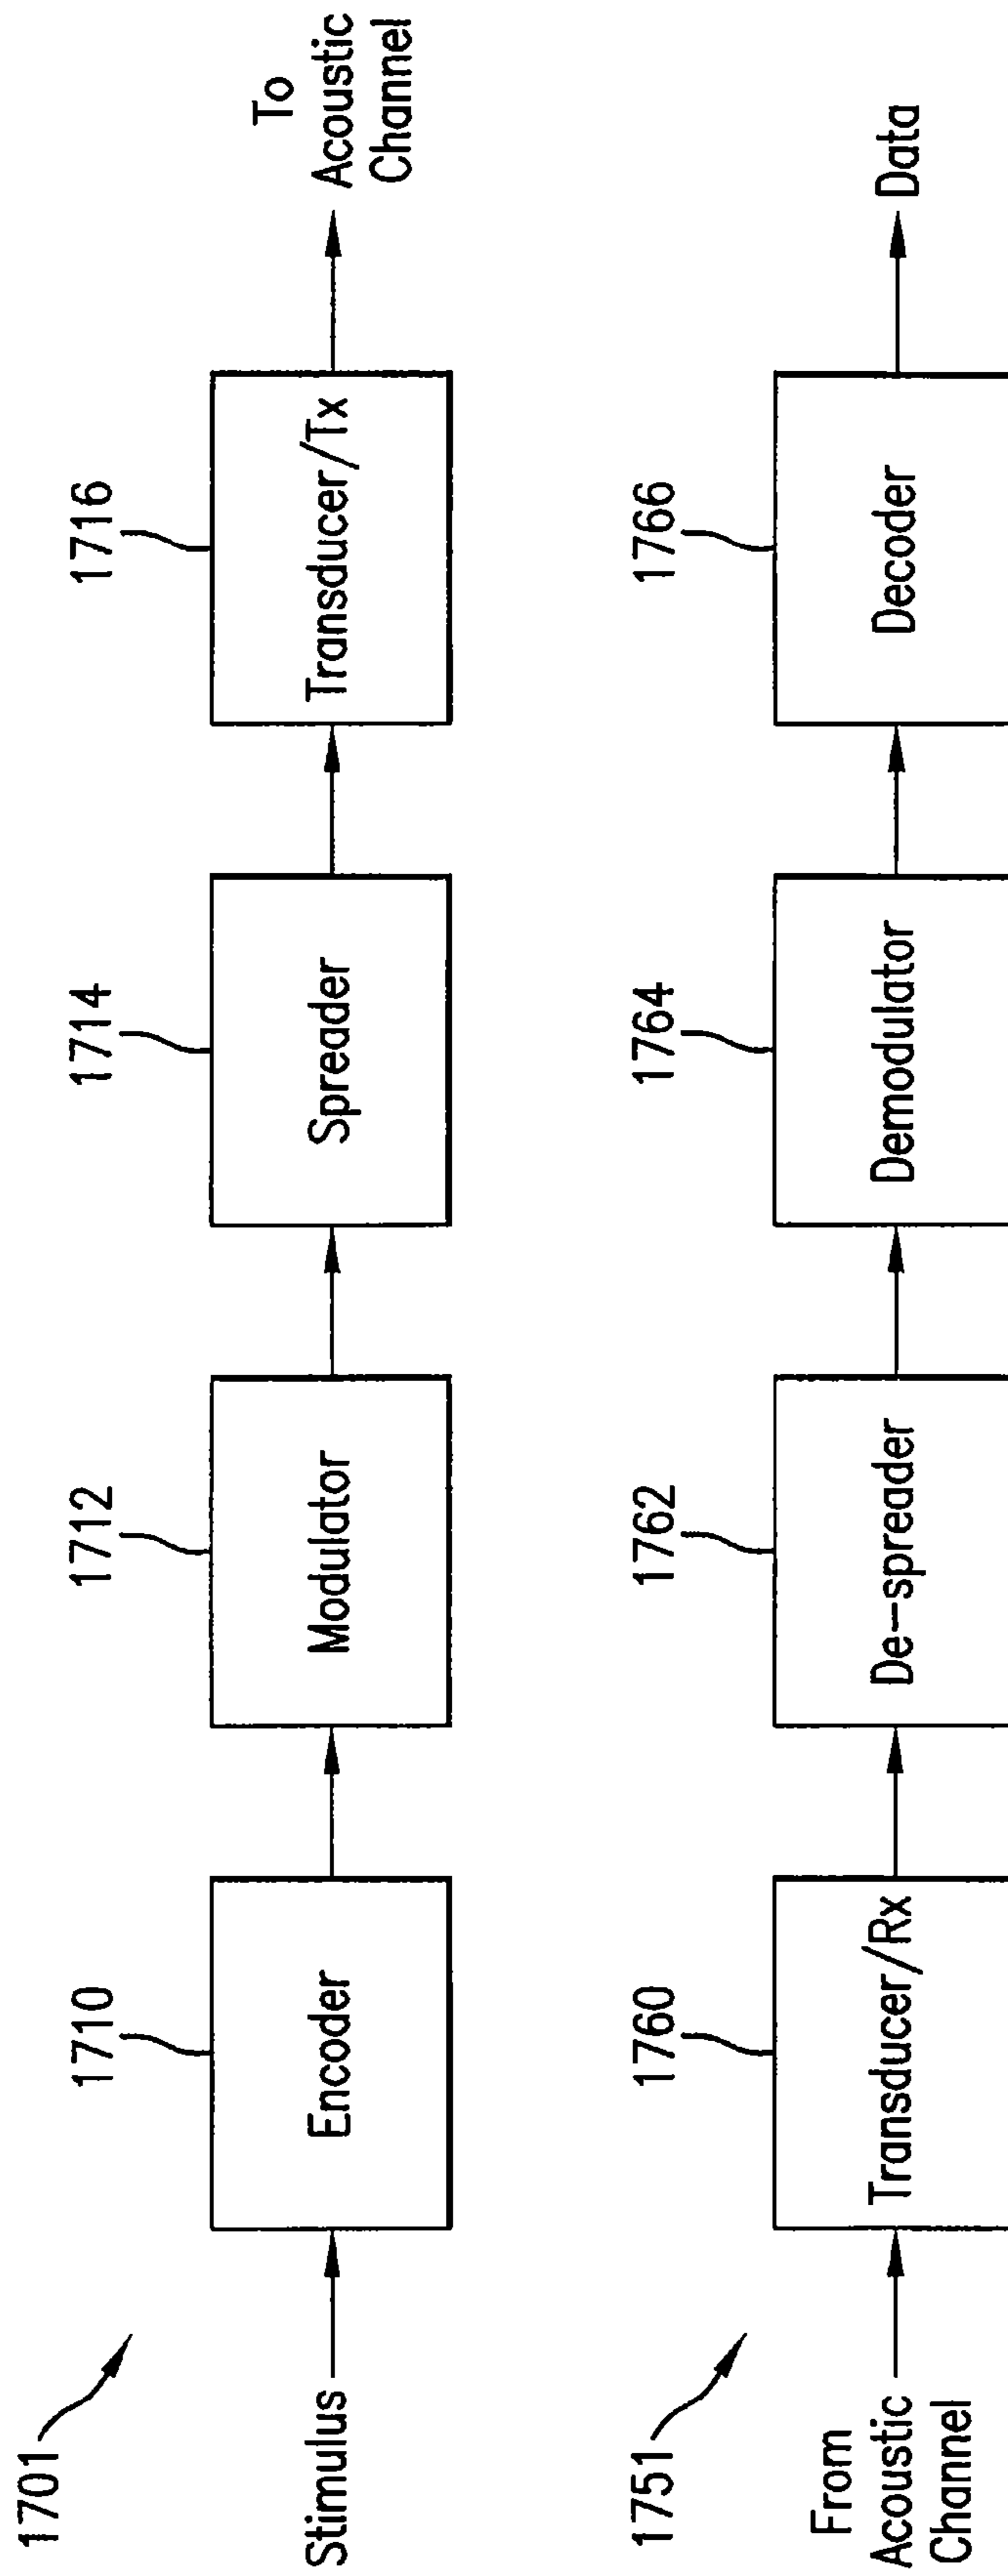 1701
1710
1712
1714
1716
Stimulus
Encoder
Modulator
Spreader
Transducer/Tx
To
Acoustic
Channel
1751
1760
1762
1764
1766
From
Acoustic
Channel
Transducer/Rx
De-spreader
Demodulator
Decoder
Data